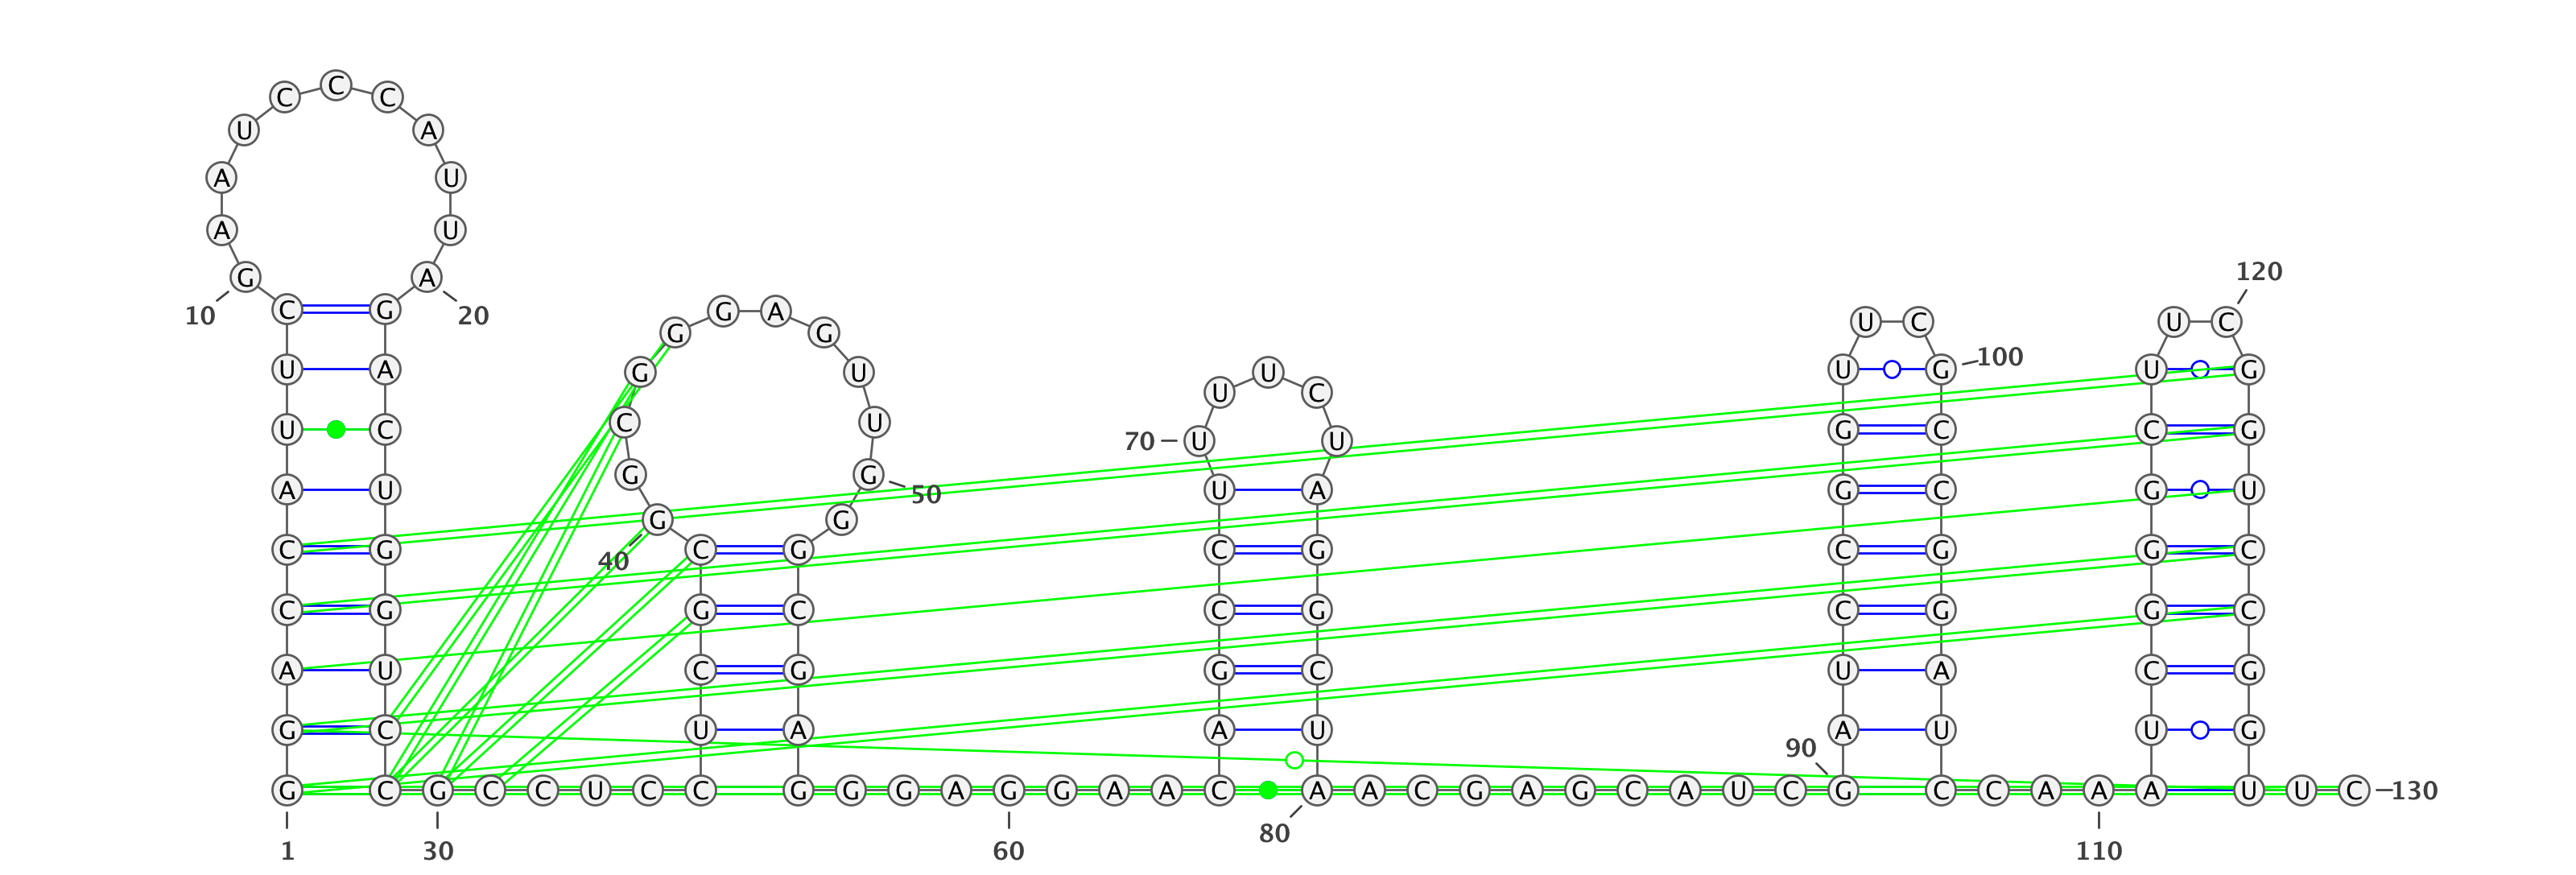 C
C C
U A
A U
A U
G A
10 20
C G
U A
U C
A U
C G
C G
A U
G C
G C G C C U C C
1 30
U C G U C G G C G G G A G U U G G G C G A G
40 50
G G A G G A A C
60
A G C C U U U U C U A G G C U A
70 80
A C G A G C A U C G
90
A U C C G G U U C G C C G G A U C
100
C A A A
110
U C G G G C U U C G G U C C G G U
120
U C
130